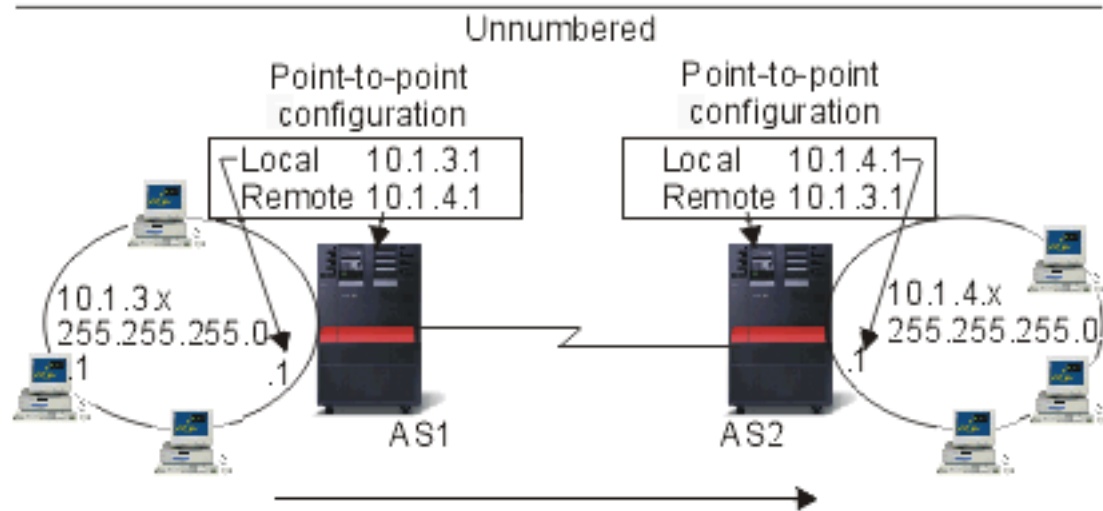 Unnumbered
Point-to-point
configuration
Local 10.1.3.1
Remote 10.1.4.1
Point-to-point
configuration
Local 10.1.4.1
Remote 10.1.3.1
10.1.3.x
255.255.255.0
.1
.1
AS1
10.1.4.x
255.255.255.0
.1
AS2